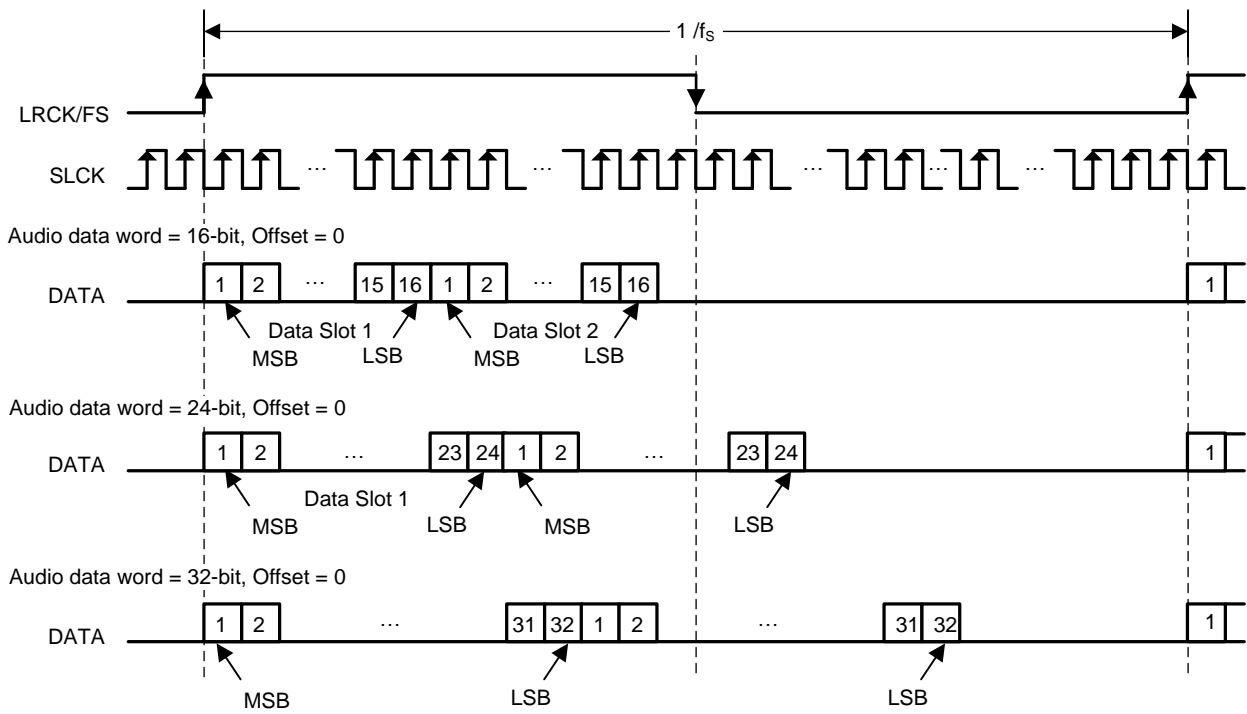 1 /fS
LRCK/FS
SLCK … … … … …
Audio data word = 16-bit, Offset = 0
DATA 1 2 … 15 16 1 2 … 15 16 1
Data Slot 1 Data Slot 2
MSB LSB MSB LSB
Audio data word = 24-bit, Offset = 0
DATA 1 2 … 23 24 1 2 … 23 24 1
Data Slot 1
MSB LSB MSB LSB
Audio data word = 32-bit, Offset = 0
DATA 1 2 … 31 32 1 2 … 31 32 1
MSB LSB LSB